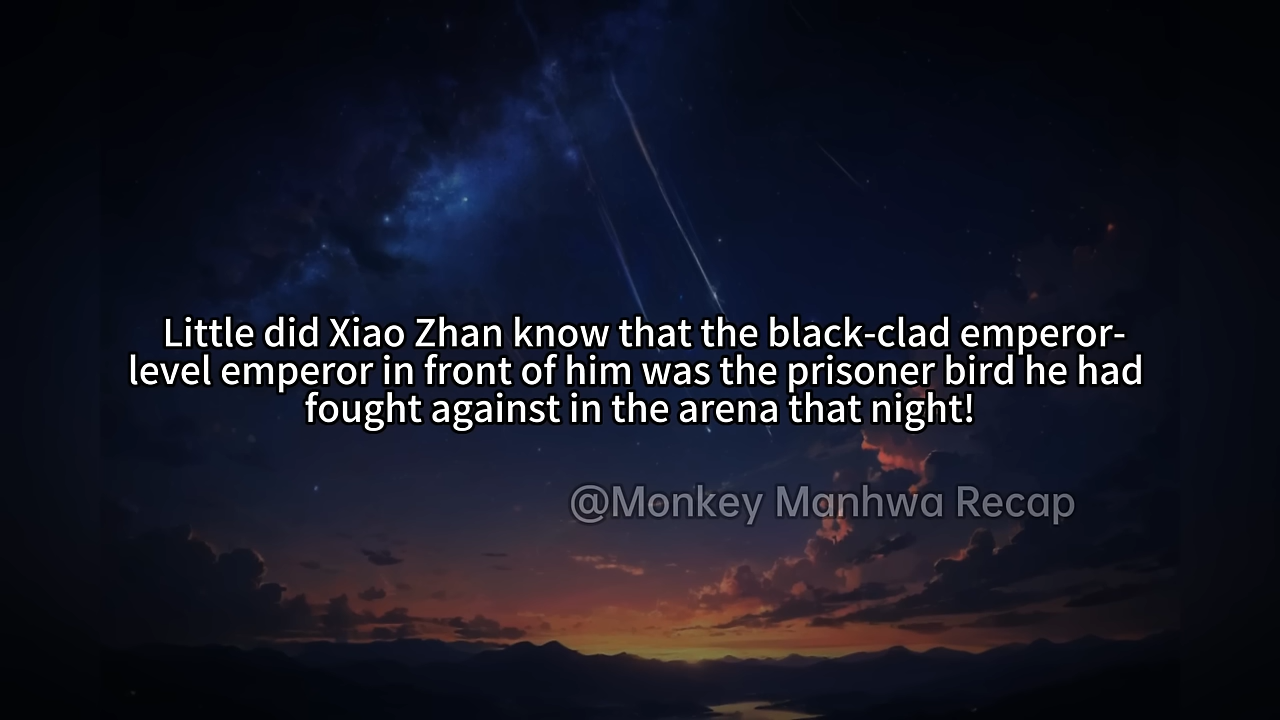 Little did Xiao Zhan know that the black-clad emperor-
level emperor in front of him was the prisoner bird he had
fought against in the arena that night!
@Monkey Manhwa Recap